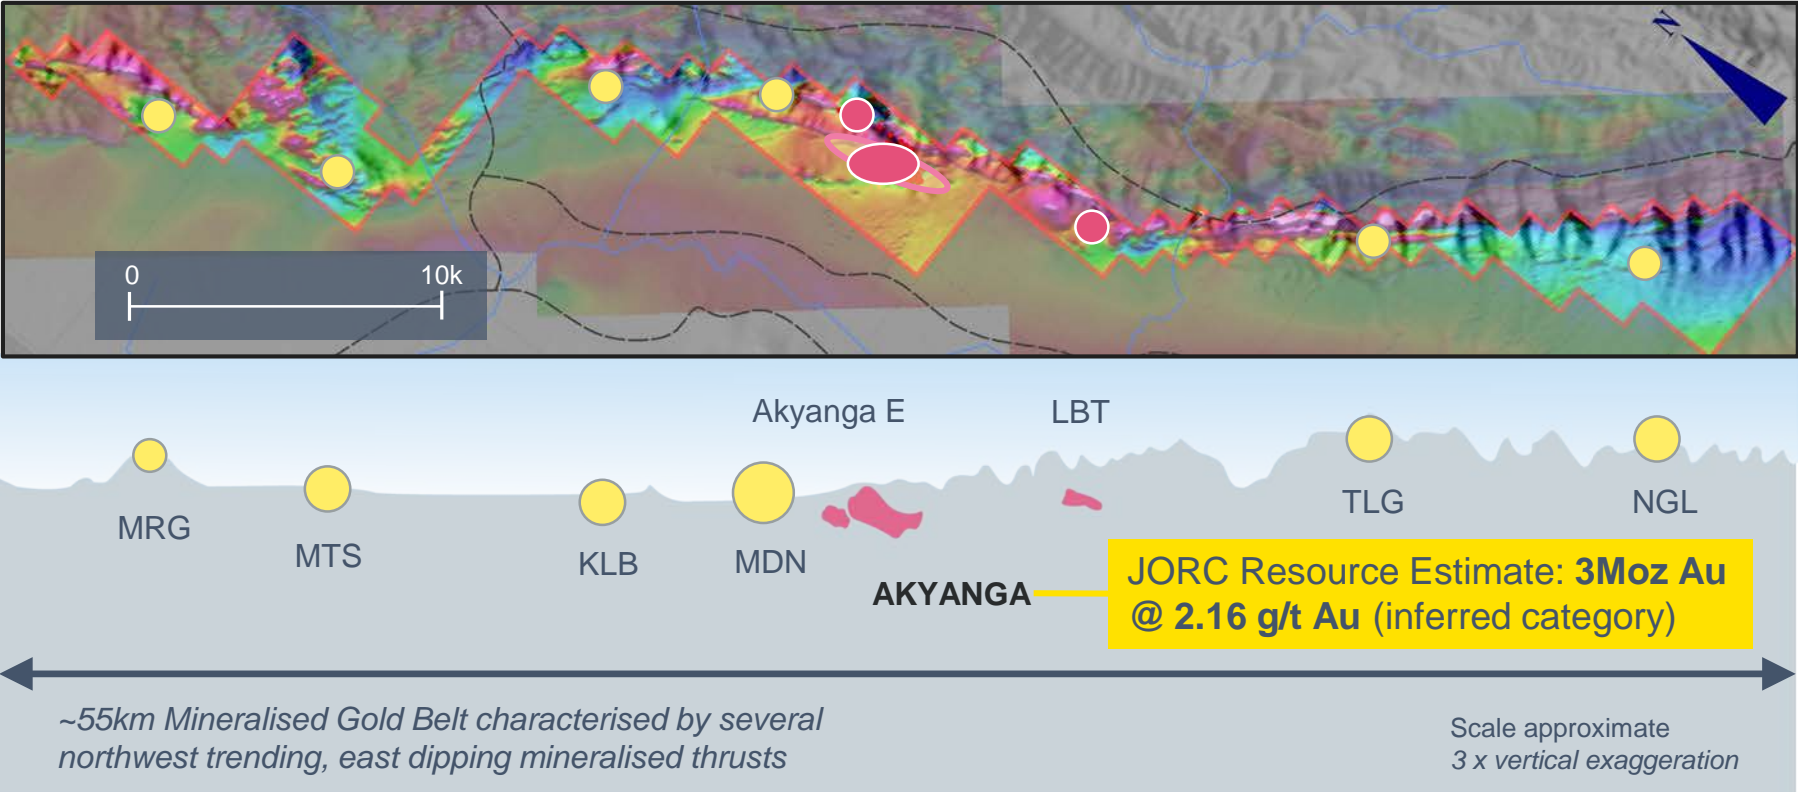 N
0 10k
Akyanga E
LBT
MRG
MTS
KLB
MDN
TLG
NGL
AKYANGA
JORC Resource Estimate: 3Moz Au
@ 2.16 g/t Au (inferred category)
~55km Mineralised Gold Belt characterised by several
northwest trending, east dipping mineralised thrusts
Scale approximate
3 x vertical exaggeration